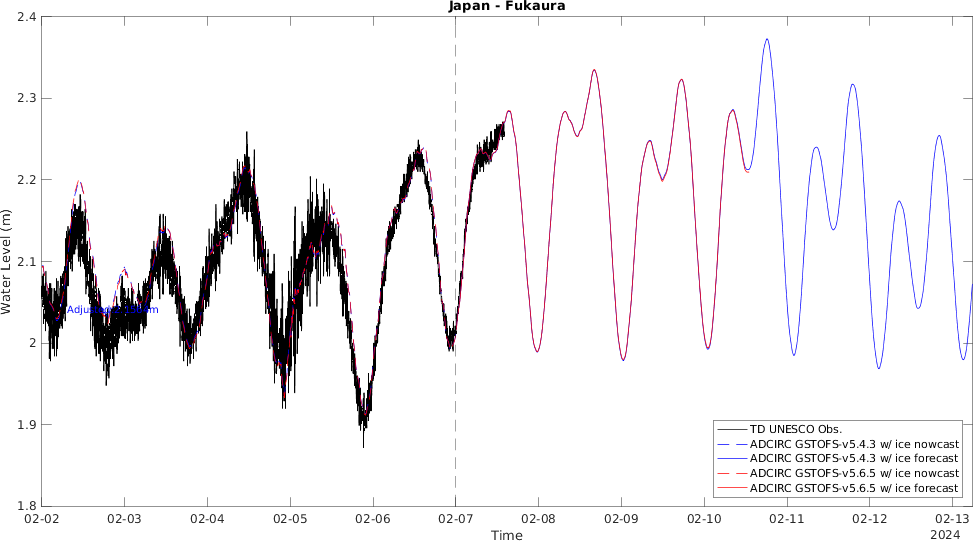 Japan - Fukaura
2.4
2.3
2.2
2.1
2
1.9
1.8
Water Level (m)
02-02
02-03
02-04
02-05
02-06
02-07
02-08
02-09
02-10
02-11
02-12
02-13
Time
2024
TD UNESCO Obs.
ADCIRC GSTOFS-v5.4.3 w/ ice nowcast
ADCIRC GSTOFS-v5.4.3 w/ ice forecast
ADCIRC GSTOFS-v5.6.5 w/ ice nowcast
ADCIRC GSTOFS-v5.6.5 w/ ice forecast